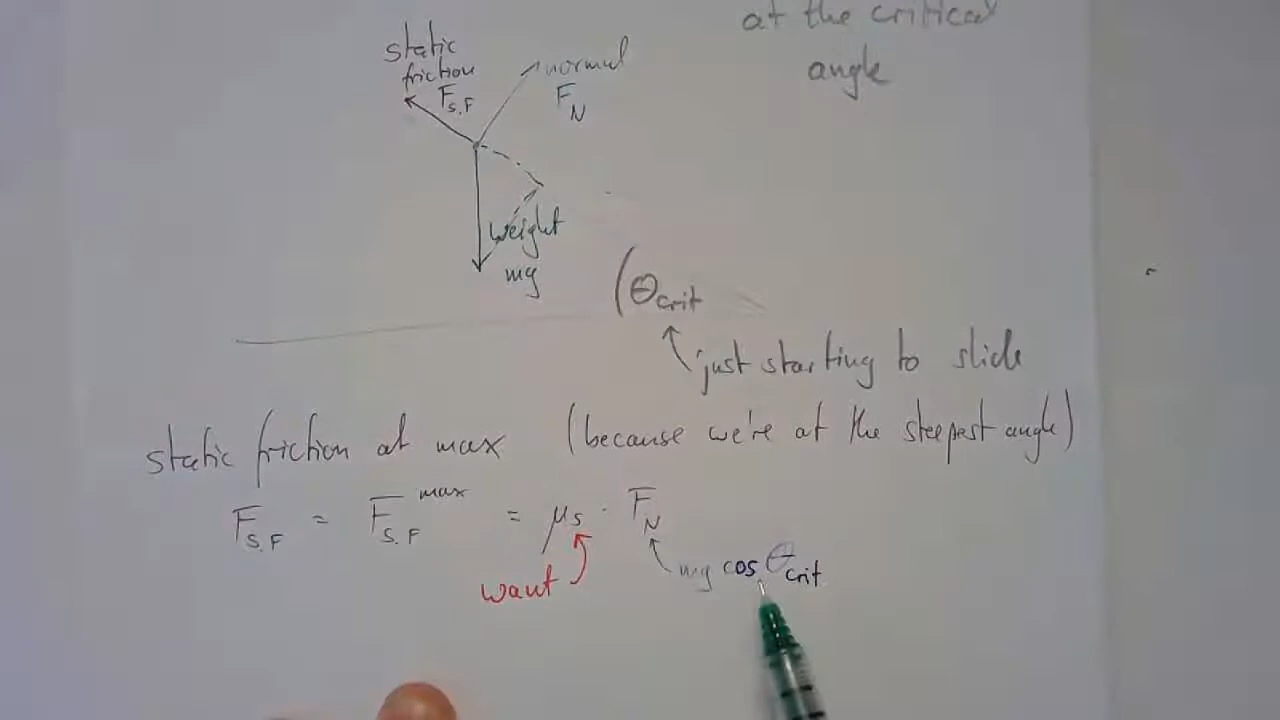 at the critical
angle
static
friction
F_S.F
normal
F_N
weight
mg
(θ_crit
just starting to slide
static friction at max (because we're at the steepest angle)
F_S.F = F_S.F^max = μ_s · F_N
want
mg cos θ_crit